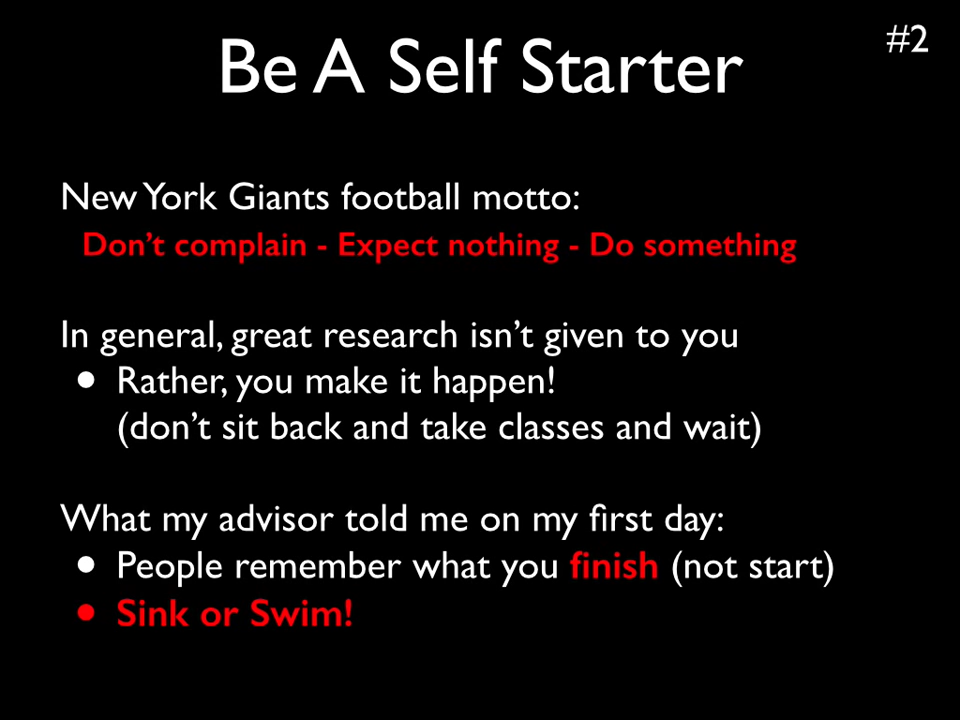 #2
Be A Self Starter
New York Giants football motto:
Don’t complain - Expect nothing - Do something
In general, great research isn’t given to you
• Rather, you make it happen!
(don’t sit back and take classes and wait)
What my advisor told me on my first day:
• People remember what you finish (not start)
• Sink or Swim!